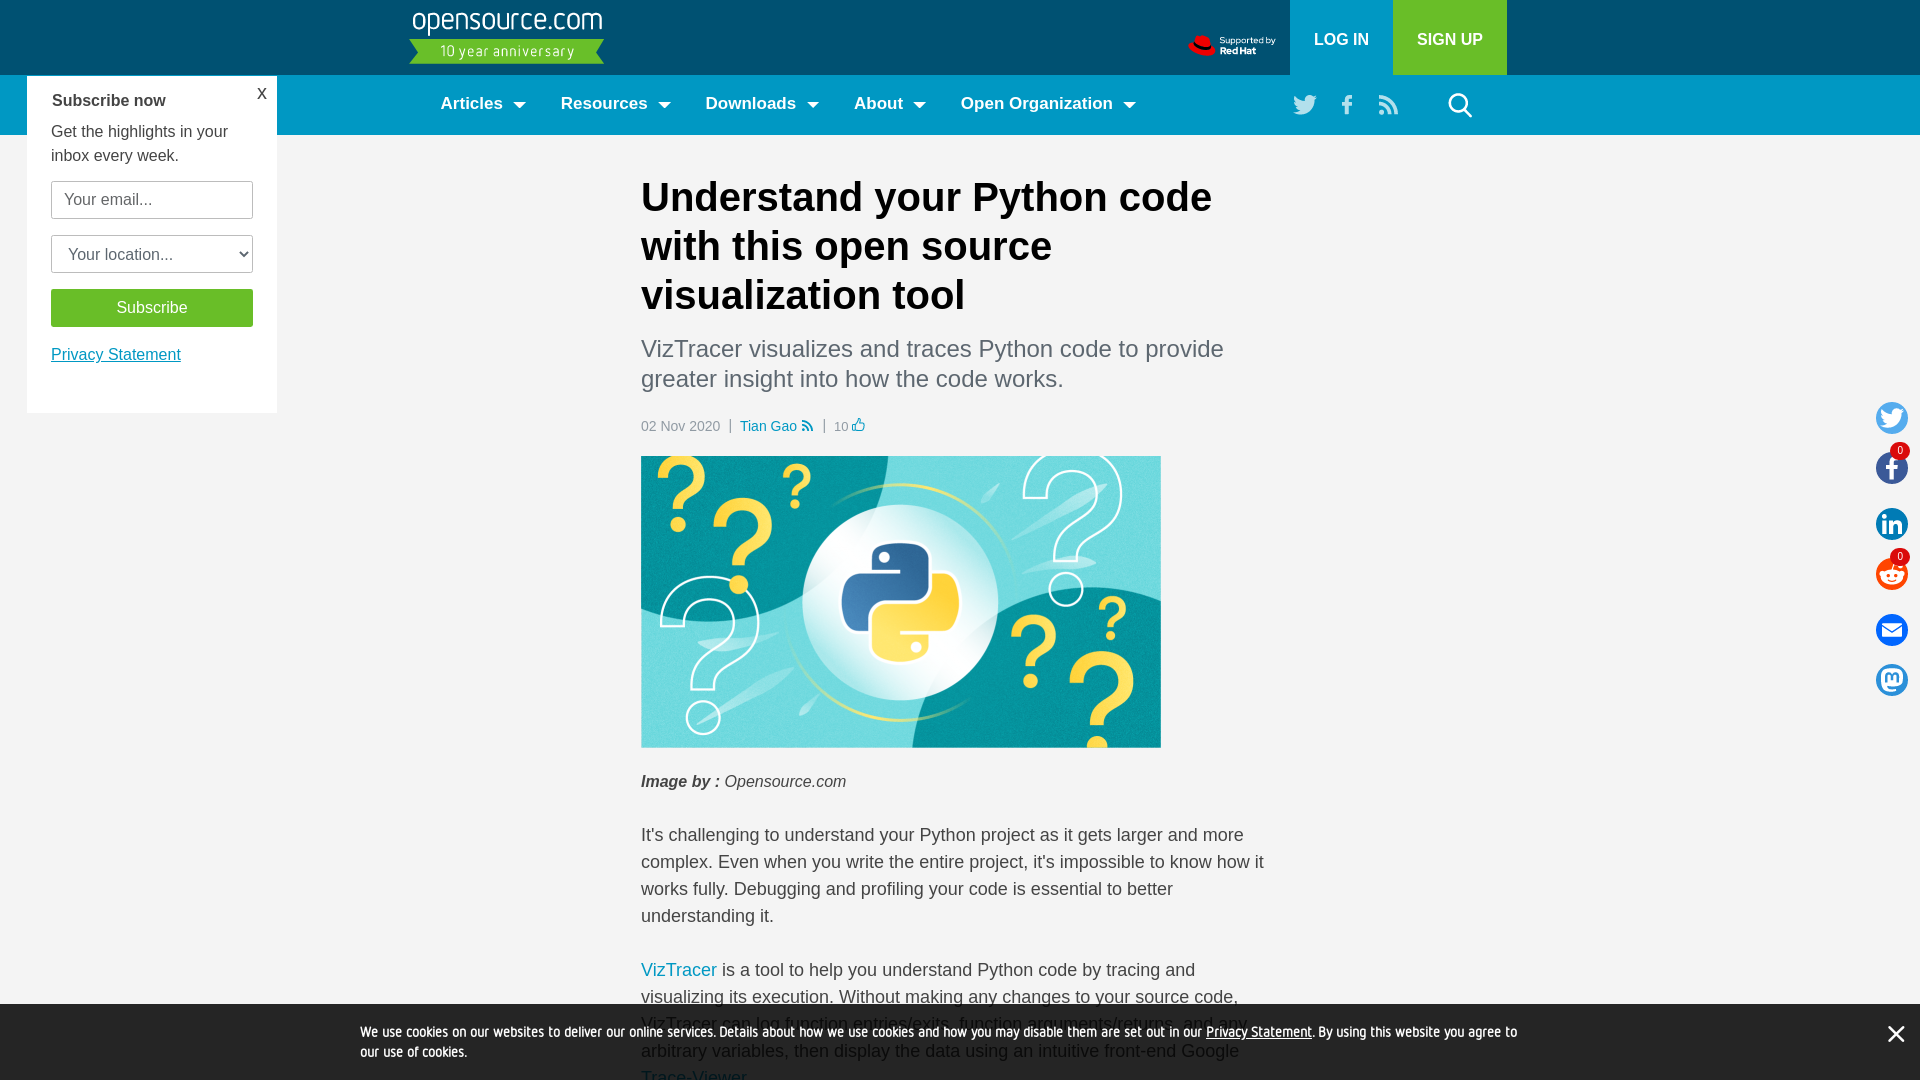 opensource.com
10 year anniversary
Supported by
Red Hat
LOG IN
SIGN UP
Articles
Resources
Downloads
About
Open Organization
Subscribe now
x
Get the highlights in your
inbox every week.
Your email...
Your location...
Subscribe
Privacy Statement
Understand your Python code
with this open source
visualization tool
VizTracer visualizes and traces Python code to provide
greater insight into how the code works.
02 Nov 2020 | Tian Gao | 10
Image by : Opensource.com
It's challenging to understand your Python project as it gets larger and more
complex. Even when you write the entire project, it's impossible to know how it
works fully. Debugging and profiling your code is essential to better
understanding it.
VizTracer is a tool to help you understand Python code by tracing and
visualizing its execution. Without making any changes to your source code,
VizTracer can log function entries/exits, function arguments/returns, and any
arbitrary variables, then display the data using an intuitive front-end Google
Trace-Viewer
0
0
We use cookies on our websites to deliver our online services. Details about how we use cookies and how you may disable them are set out in our Privacy Statement. By using this website you agree to
our use of cookies.